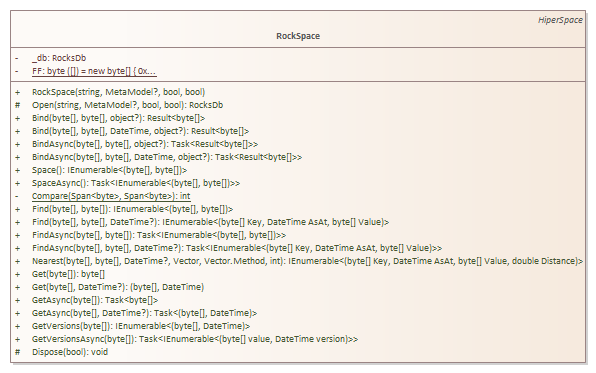 HiperSpace
RockSpace
- _db: RocksDb
- FF: byte ([]) = new byte[] { 0x...
+ RockSpace(string, MetaModel?, bool, bool)
# Open(string, MetaModel?, bool, bool): RocksDb
+ Bind(byte[], byte[], object?): Result<byte[]>
+ Bind(byte[], byte[], DateTime, object?): Result<byte[]>
+ BindAsync(byte[], byte[], object?): Task<Result<byte[]>>
+ BindAsync(byte[], byte[], DateTime, object?): Task<Result<byte[]>>
+ Space(): IEnumerable<(byte[], byte[])>
+ SpaceAsync(): Task<IEnumerable<(byte[], byte[])>>
- Compare(Span<byte>, Span<byte>): int
+ Find(byte[], byte[]): IEnumerable<(byte[], byte[])>
+ Find(byte[], byte[], DateTime?): IEnumerable<(byte[] Key, DateTime AsAt, byte[] Value)>
+ FindAsync(byte[], byte[]): Task<IEnumerable<(byte[], byte[])>>
+ FindAsync(byte[], byte[], DateTime?): Task<IEnumerable<(byte[] Key, DateTime AsAt, byte[] Value)>>
+ Nearest(byte[], byte[], DateTime?, Vector, Vector.Method, int): IEnumerable<(byte[] Key, DateTime AsAt, byte[] Value, double Distance)>
+ Get(byte[]): byte[]
+ Get(byte[], DateTime?): (byte[], DateTime)
+ GetAsync(byte[]): Task<byte[]>
+ GetAsync(byte[], DateTime?): Task<(byte[], DateTime)>
+ GetVersions(byte[]): IEnumerable<(byte[], DateTime)>
+ GetVersionsAsync(byte[]): Task<IEnumerable<(byte[] value, DateTime version)>>
# Dispose(bool): void